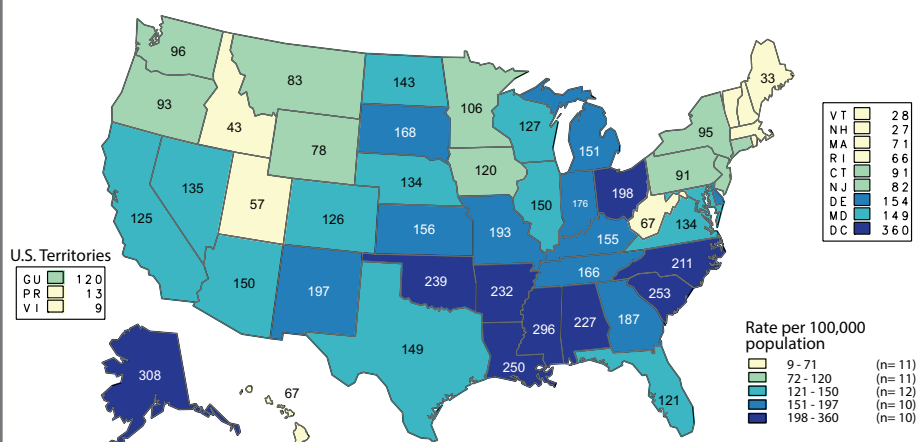 96
83
143
106
33
93
43
168
127
151
95
78
120
91
134
135
57
126
150
176
198
67
134
125
156
193
155
150
197
239
232
166
211
253
149
296
227
187
250
121
308
67
VT 28
NH 27
MA 71
RI 66
CT 91
NJ 82
DE 154
MD 149
DC 360
U.S. Territories
GU 120
PR 13
VI 9
Rate per 100,000
population
9 - 71 (n= 11)
72 - 120 (n= 11)
121 - 150 (n= 12)
151 - 197 (n= 10)
198 - 360 (n= 10)